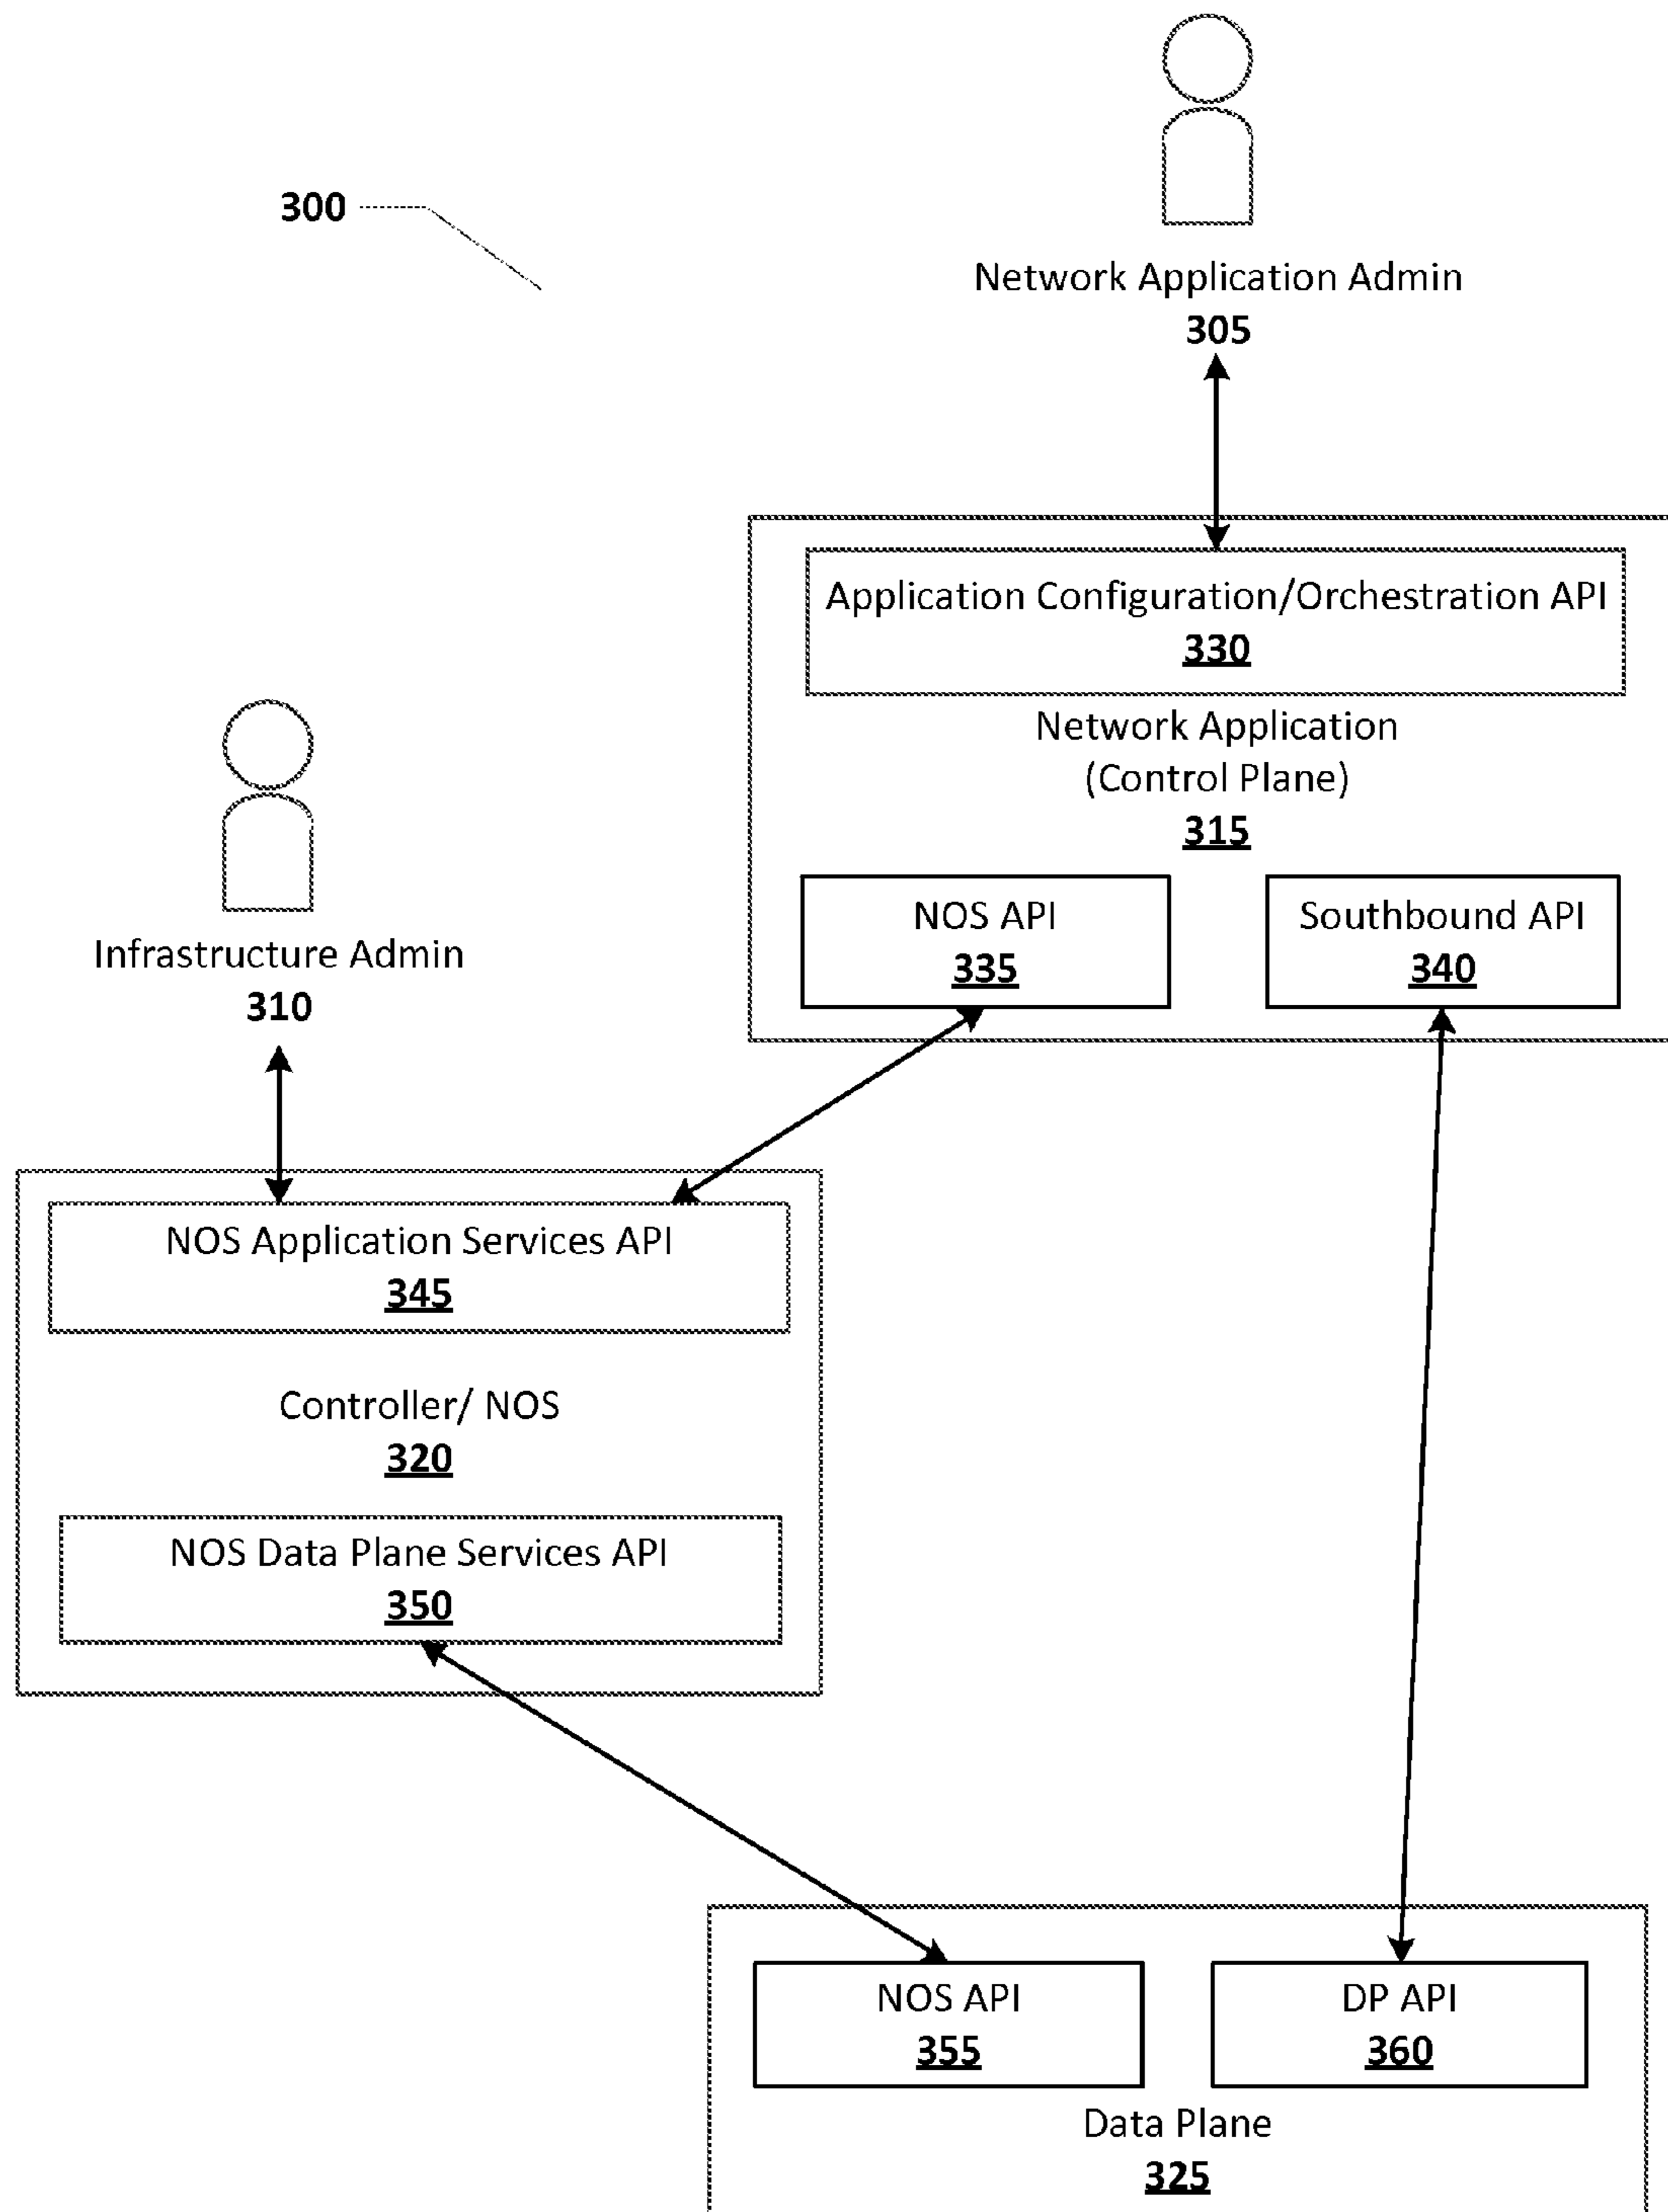 300
Network Application Admin
305
Application Configuration/Orchestration API
330
Network Application
(Control Plane)
315
NOS API
335
Southbound API
340
Infrastructure Admin
310
NOS Application Services API
345
Controller/ NOS
320
NOS Data Plane Services API
350
NOS API
355
DP API
360
Data Plane
325